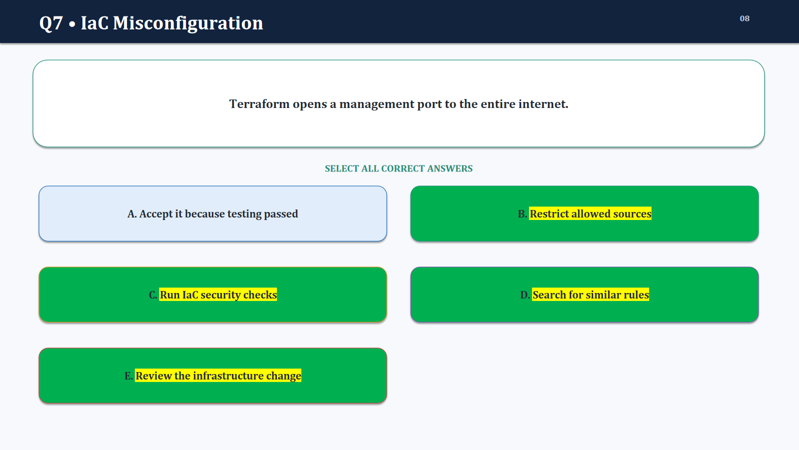 Q7 • IaC Misconfiguration
08
Terraform opens a management port to the entire internet.
SELECT ALL CORRECT ANSWERS
A. Accept it because testing passed
B. Restrict allowed sources
C. Run IaC security checks
D. Search for similar rules
E. Review the infrastructure change